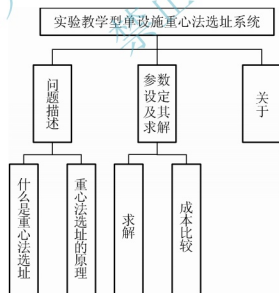 实验教学型单设施重心法选址系统
问题描述
参数设定及其求解
关于
什么是重心法选址
重心法选址的原理
求解
成本比较